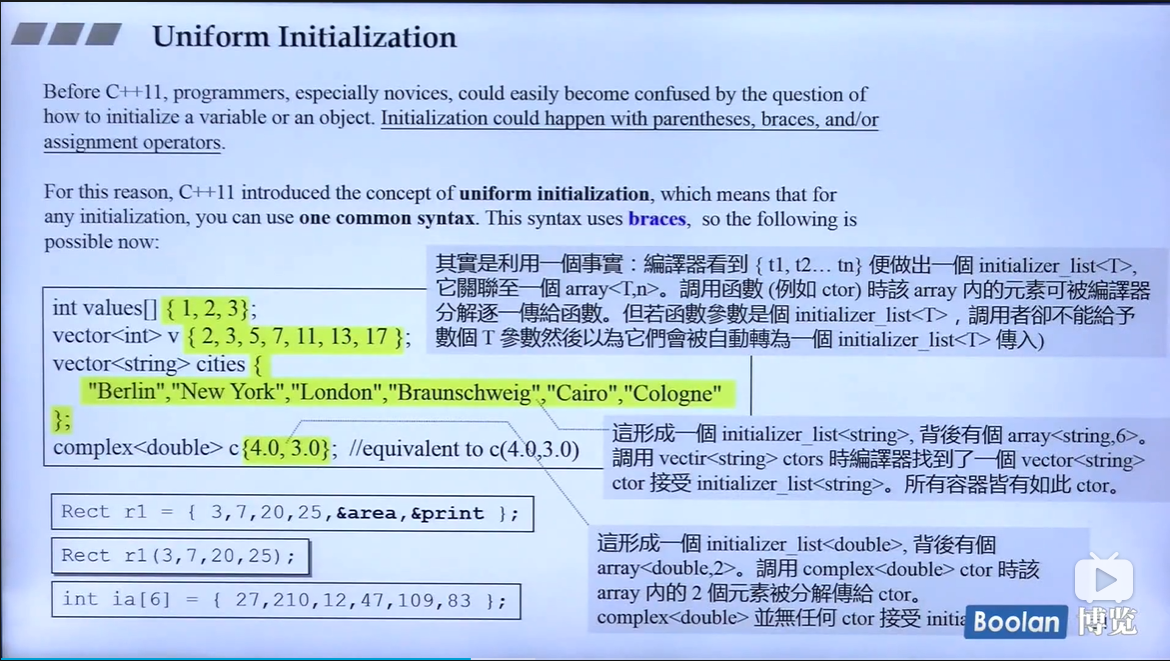 Uniform Initialization
Before C++11, programmers, especially novices, could easily become confused by the question of
how to initialize a variable or an object. Initialization could happen with parentheses, braces, and/or
assignment operators.
For this reason, C++11 introduced the concept of uniform initialization, which means that for
any initialization, you can use one common syntax. This syntax uses braces, so the following is
possible now:
其實是利用一個事實：編譯器看到 { t1, t2… tn} 便做出一個 initializer_list<T>,
它關聯至一個 array<T,n>。調用函數 (例如 ctor) 時該 array 內的元素可被編譯器
分解逐一傳給函數。但若函數參數是個 initializer_list<T>，調用者卻不能給予
數個 T 參數然後以為它們會被自動轉為一個 initializer_list<T> 傳入)
int values[] { 1, 2, 3};
vector<int> v { 2, 3, 5, 7, 11, 13, 17 };
vector<string> cities {
"Berlin","New York","London","Braunschweig","Cairo","Cologne"
};
complex<double> c{4.0, 3.0}; //equivalent to c(4.0,3.0)
這形成一個 initializer_list<string>, 背後有個 array<string,6>。
調用 vectir<string> ctors 時編譯器找到了一個 vector<string>
ctor 接受 initializer_list<string>。所有容器皆有如此 ctor。
Rect r1 = { 3,7,20,25,&area,&print };
Rect r1(3,7,20,25);
int ia[6] = { 27,210,12,47,109,83 };
這形成一個 initializer_list<double>, 背後有個
array<double,2>。調用 complex<double> ctor 時該
array 內的 2 個元素被分解傳給 ctor。
complex<double> 並無任何 ctor 接受
Boolan 博览